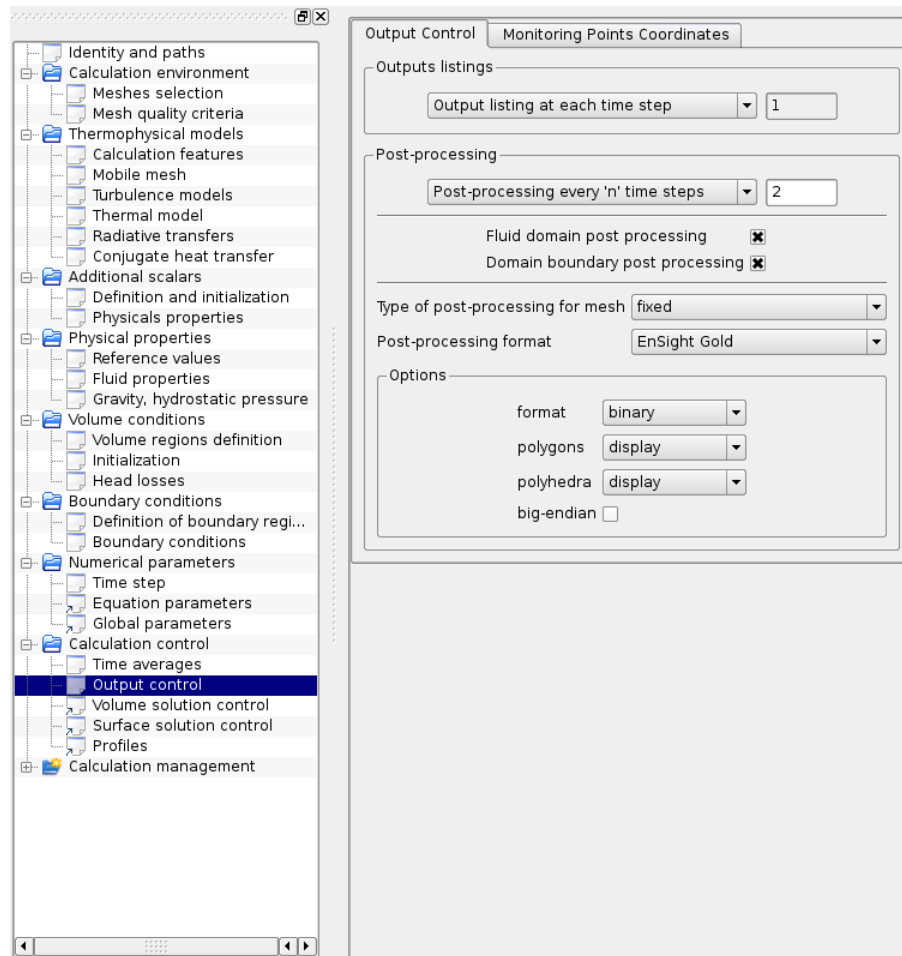 Identity and paths
Calculation environment
Meshes selection
Mesh quality criteria
Thermophysical models
Calculation features
Mobile mesh
Turbulence models
Thermal model
Radiative transfers
Conjugate heat transfer
Additional scalars
Definition and initialization
Physicals properties
Physical properties
Reference values
Fluid properties
Gravity, hydrostatic pressure
Volume conditions
Volume regions definition
Initialization
Head losses
Boundary conditions
Definition of boundary regi...
Boundary conditions
Numerical parameters
Time step
Equation parameters
Global parameters
Calculation control
Time averages
Output control
Volume solution control
Surface solution control
Profiles
Calculation management
Output Control Monitoring Points Coordinates
Outputs listings
Output listing at each time step 1
Post-processing
Post-processing every 'n' time steps 2
Fluid domain post processing
Domain boundary post processing
Type of post-processing for mesh fixed
Post-processing format EnSight Gold
Options
format binary
polygons display
polyhedra display
big-endian